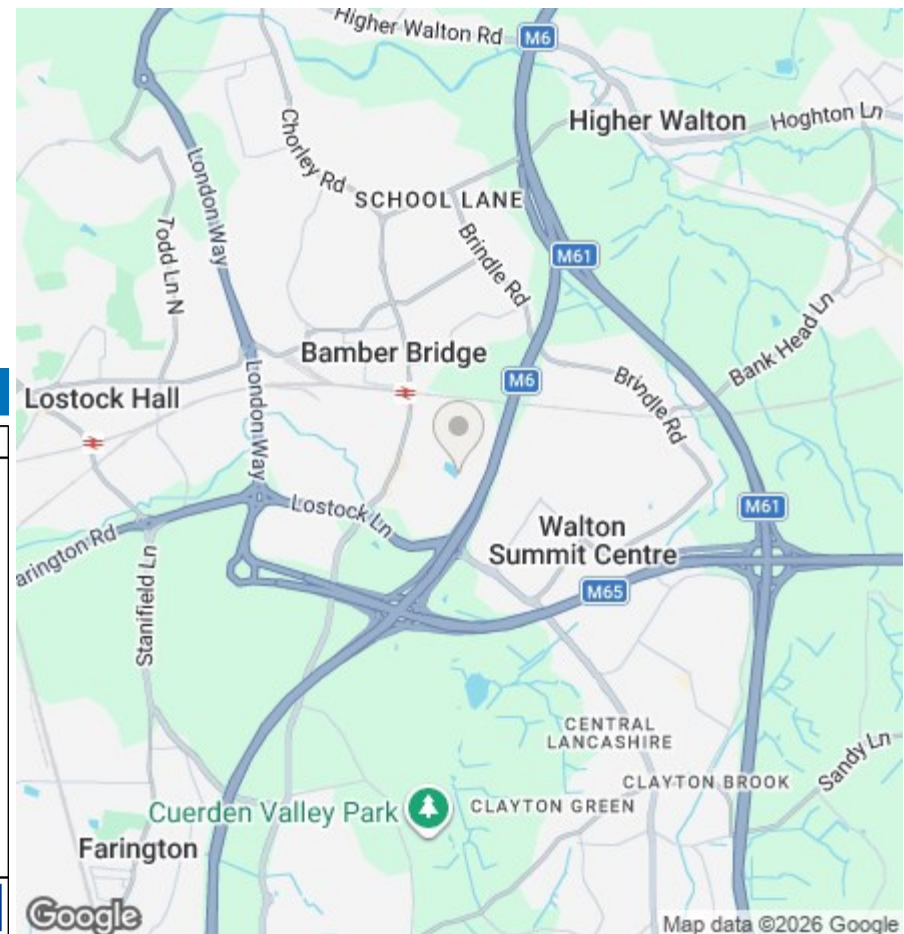 Higher Walton Rd
M6
Higher Walton
Hoghton Ln
Chorley Rd
London Way
SCHOOL LANE
Todd Ln N
Brindle Rd
M61
Bank Head Ln
Bamber Bridge
M6
Brindle Rd
Lostock Hall
London Way
Lostock Ln
M61
Walton
Summit Centre
arington Rd
M65
Stanifield Ln
CENTRAL
LANCASHIRE
Sandy Ln
CLAYTON BROOK
Cuerden Valley Park
CLAYTON GREEN
Farington
Google
Map data ©2026 Google